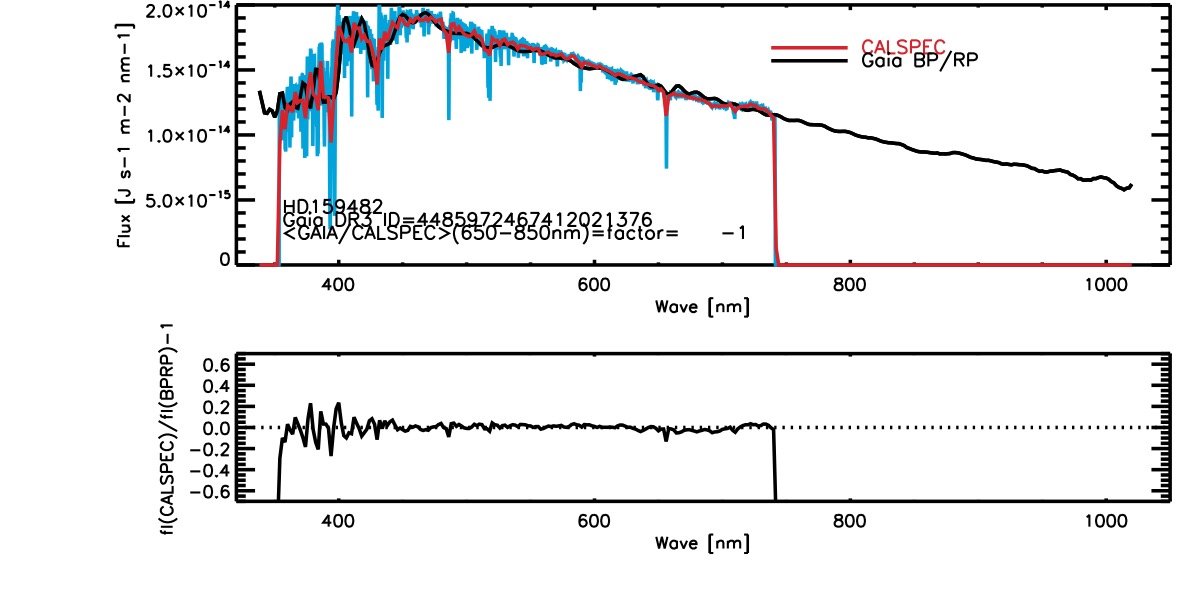 2.0×10−14
1.5×10−14
1.0×10−14
5.0×10−15
0
Flux [J s−1 m−2 nm−1]
CALSPEC
Gaia BP/RP
HD159482
Gaia DR3 ID=4485972467412021376
<GAIA/CALSPEC>(650−850nm)=factor= −1
400 600 800 1000
Wave [nm]
fl(CALSPEC)/fl(BPRP)−1
0.6
0.4
0.2
0.0
−0.2
−0.4
−0.6
400 600 800 1000
Wave [nm]